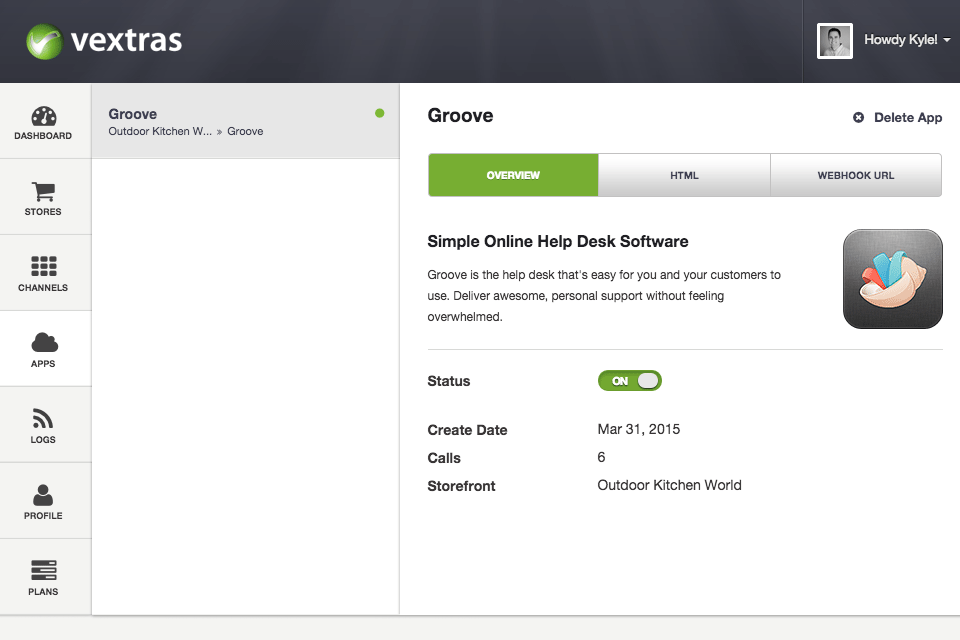 vextras
Howdy Kyle!
DASHBOARD
STORES
CHANNELS
APPS
LOGS
PROFILE
PLANS
Groove
Outdoor Kitchen W... » Groove
Groove
Delete App
OVERVIEW
HTML
WEBHOOK URL
Simple Online Help Desk Software
Groove is the help desk that's easy for you and your customers to
use. Deliver awesome, personal support without feeling
overwhelmed.
Status
ON
Create Date
Mar 31, 2015
Calls
6
Storefront
Outdoor Kitchen World